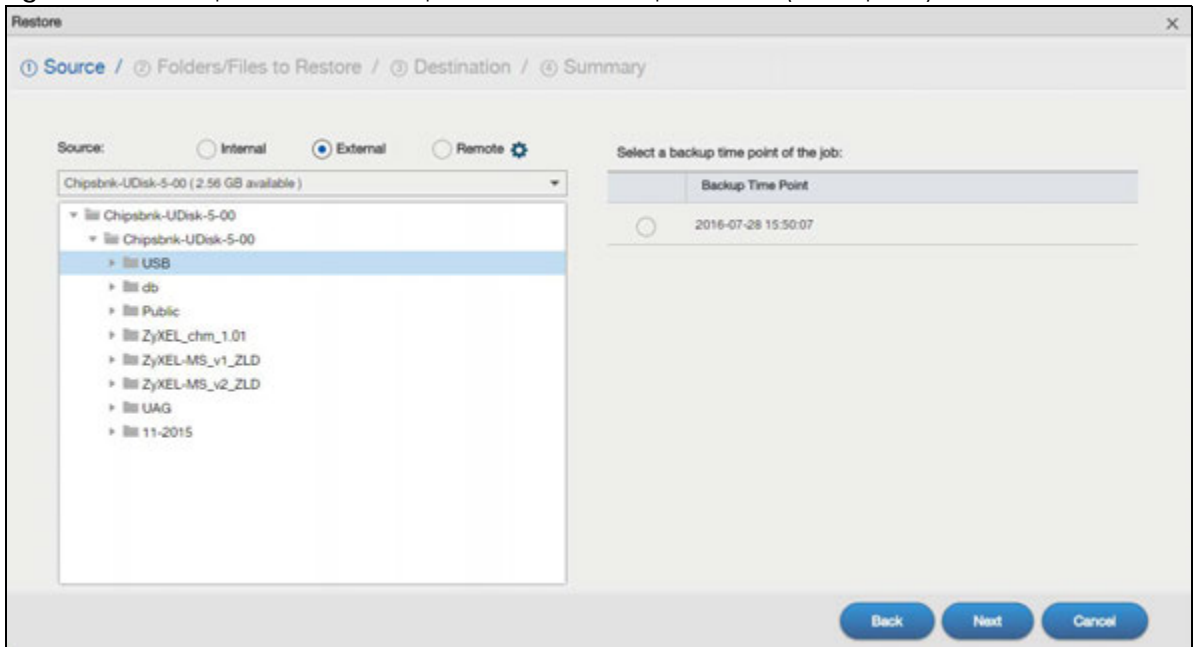 Restore
① Source / ② Folders/Files to Restore / ③ Destination / ④ Summary
Source: Internal External Remote
Select a backup time point of the job:
Chipsbnk-UDisk-5-00 ( 2.56 GB available )
Backup Time Point
2016-07-28 15:50:07
Chipsbnk-UDisk-5-00
Chipsbnk-UDisk-5-00
USB
db
Public
ZyXEL_chm_1.01
ZyXEL-MS_v1_ZLD
ZyXEL-MS_v2_ZLD
UAG
11-2015
Back Next Cancel